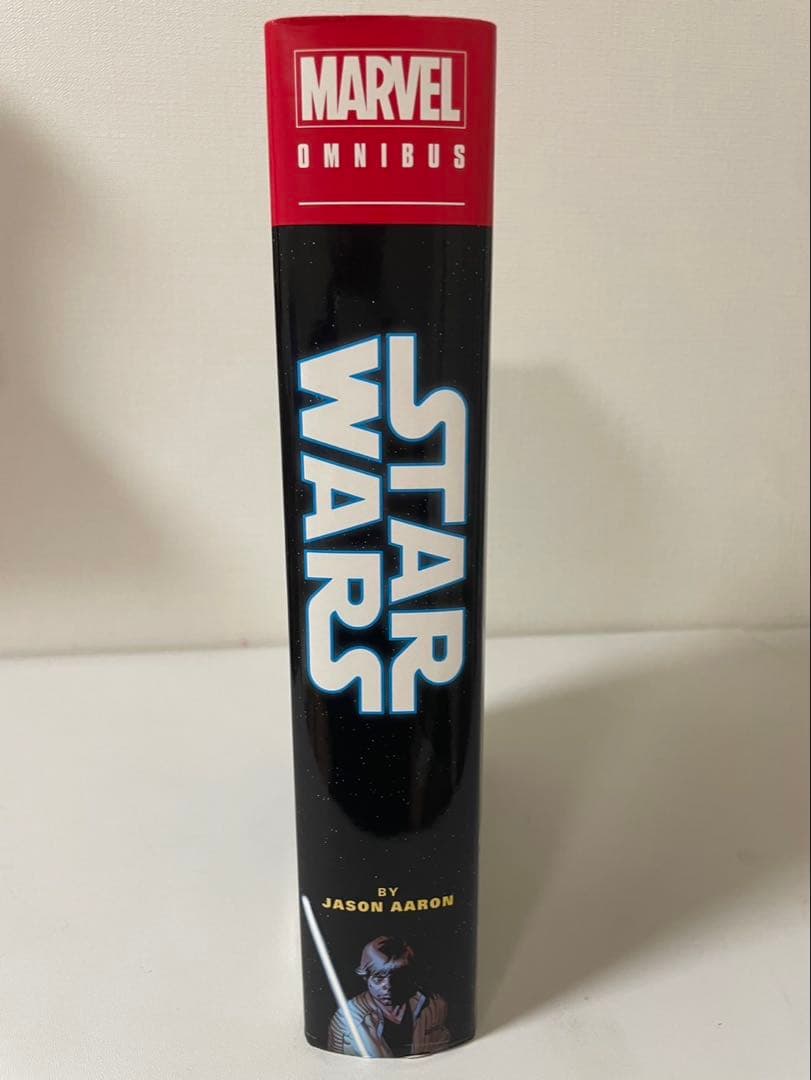 MARVEL
OMNIBUS
STAR
WARS
BY
JASON AARON